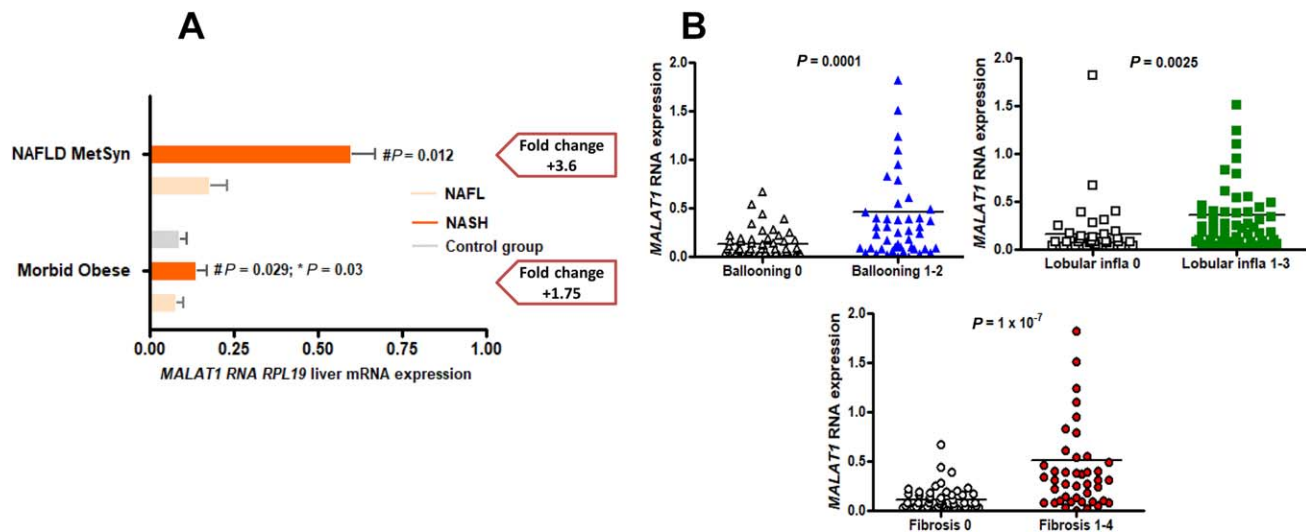 A
NAFLD MetSyn
#P = 0.012
Fold change
+3.6
NAFL
NASH
Control group
Morbid Obese
#P = 0.029; * P = 0.03
Fold change
+1.75
0.00 0.25 0.50 0.75 1.00
MALAT1 RNA RPL19 liver mRNA expression
B
P = 0.0001
MALAT1 RNA expression
2.0
1.5
1.0
0.5
0.0
Ballooning 0 Ballooning 1-2
P = 0.0025
MALAT1 RNA expression
2.0
1.5
1.0
0.5
0.0
Lobular infla 0 Lobular infla 1-3
P = 1 x 10⁻⁷
MALAT1 RNA expression
2.0
1.5
1.0
0.5
0.0
Fibrosis 0 Fibrosis 1-4